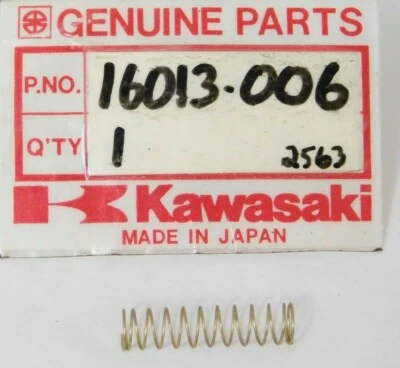 GENUINE PARTS
P.NO. 16013-006
Q'TY 1 2563
Kawasaki
MADE IN JAPAN